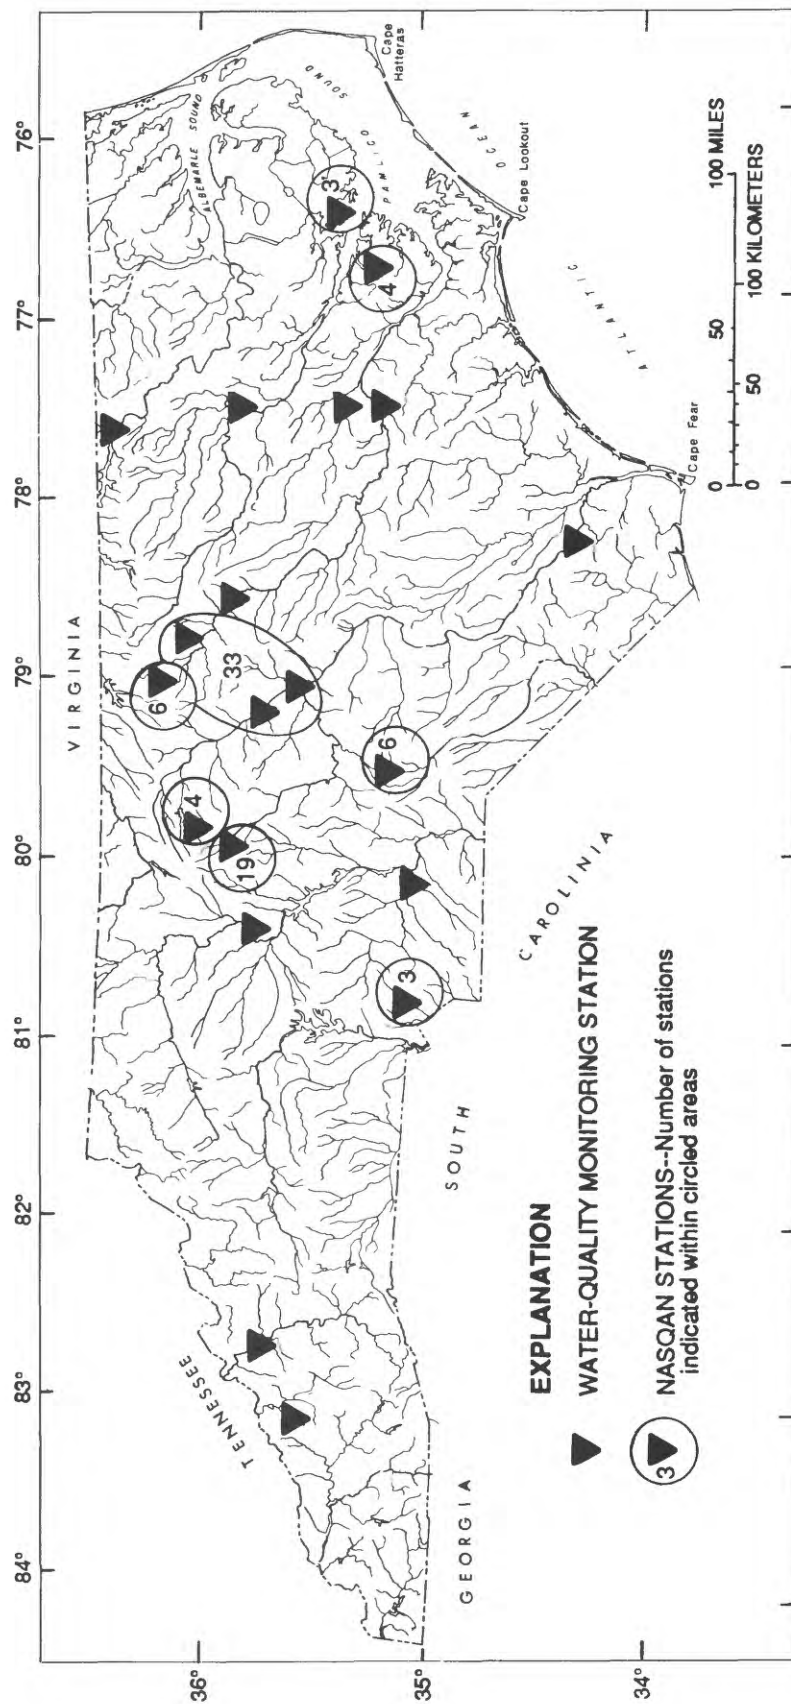 84°
83°
82°
81°
80°
79°
78°
77°
76°
36°
35°
34°
VIRGINIA
TENNESSEE
GEORGIA
SOUTH
CAROLINIA
ALBEMARLE SOUND
PAMLICO
SOUND
Cape
Hatteras
OCEAN
ATLANTIC
Cape Lookout
Cape Fear
3
19
4
6
33
6
4
3
EXPLANATION
WATER-QUALITY MONITORING STATION
3
NASQAN STATIONS--Number of stations
indicated within circled areas
0
50
100 MILES
0
50
100 KILOMETERS